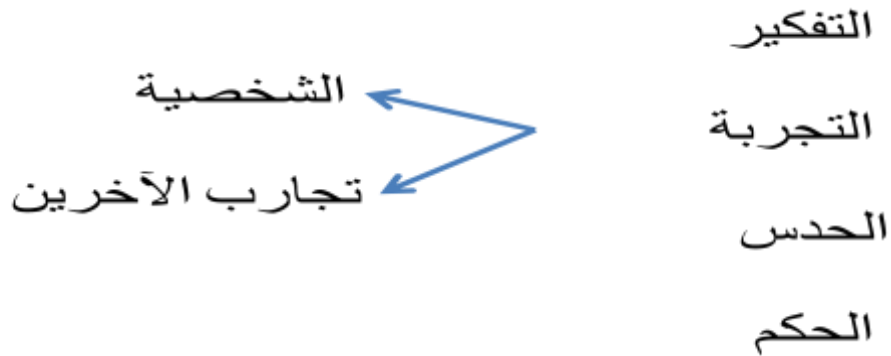 التفكير
التجربة
الشخصية
تجارب الآخرين
الحدس
الحكم